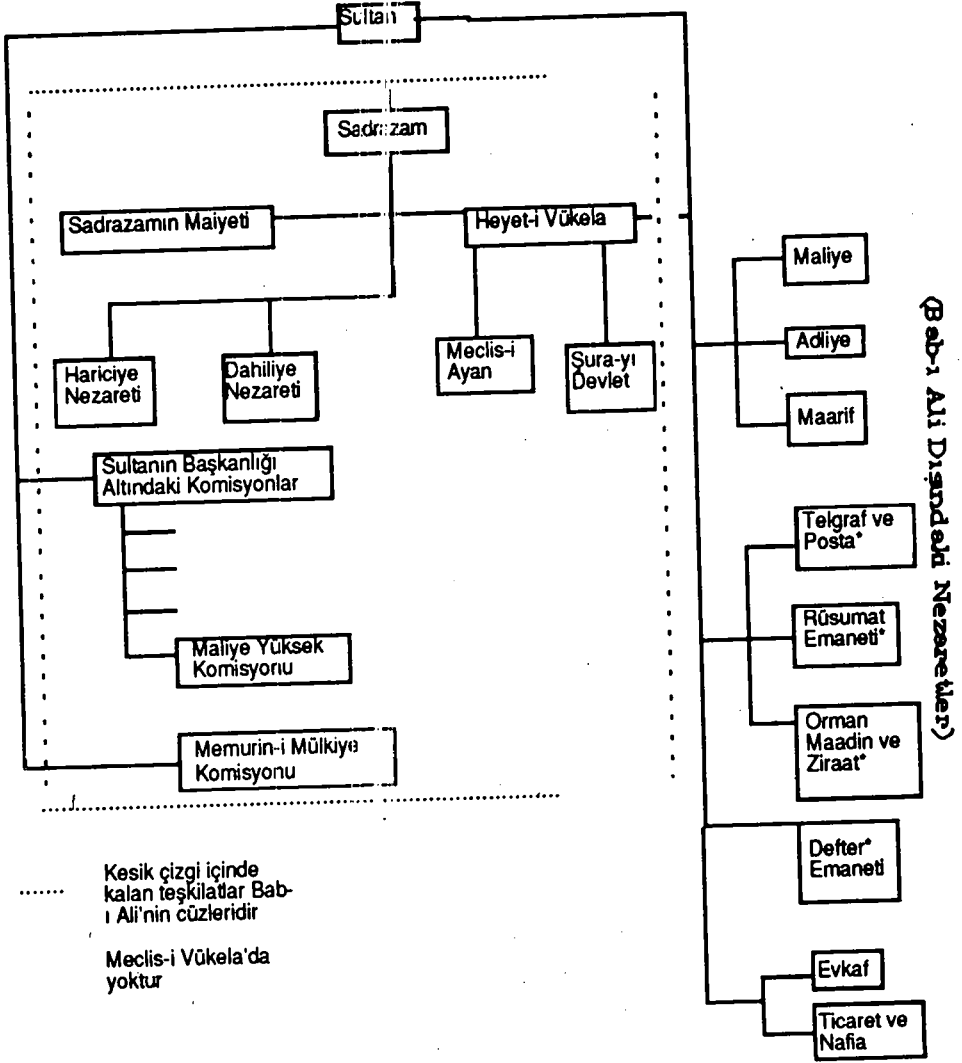 Sultan
Sadrazam
Sadrazamın Maiyeti
Heyet-i Vükela
Hariciye
Nezareti
Dahiliye
Nezareti
Meclis-i
Ayan
Şura-yı
Devlet
Sultanın Başkanlığı
Altındaki Komisyonlar
Maliye Yüksek
Komisyonu
Memurin-i Mülkiye
Komisyonu
Maliye
Adliye
Maarif
Telgraf ve
Posta*
Rüsumat
Emaneti*
Orman
Maadin ve
Ziraat*
Defter*
Emaneti
Evkaf
Ticaret ve
Nafia
(Bab-ı Ali Dışındaki Nezaretler)
Kesik çizgi içinde
kalan teşkilatlar Bab-
ı Ali'nin cüzleridir
Meclis-i Vükela'da
yoktur